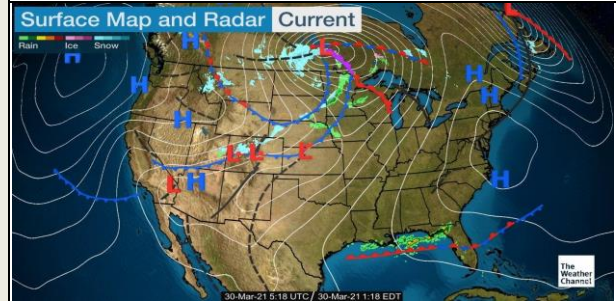 Surface Map and Radar Current
Rain Ice Snow
H
H
L
L
H
H
H
H
L
L
L
L
H
H
The
Weather
Channel
30-Mar-21 5:18 UTC / 30-Mar-21 1:18 EDT